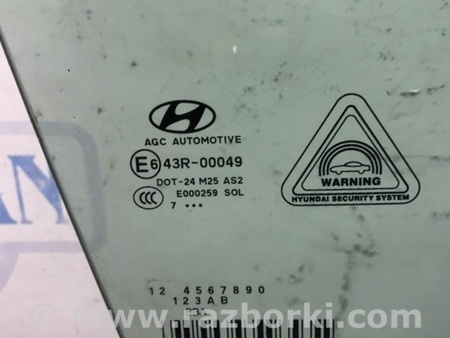 AGC AUTOMOTIVE
E6 43R-00049
DOT-24 M25 AS2
CCC E000259 SOL
7 •••
WARNING
HYUNDAI SECURITY SYSTEM
12 4567890
123AB
www.razborki.com